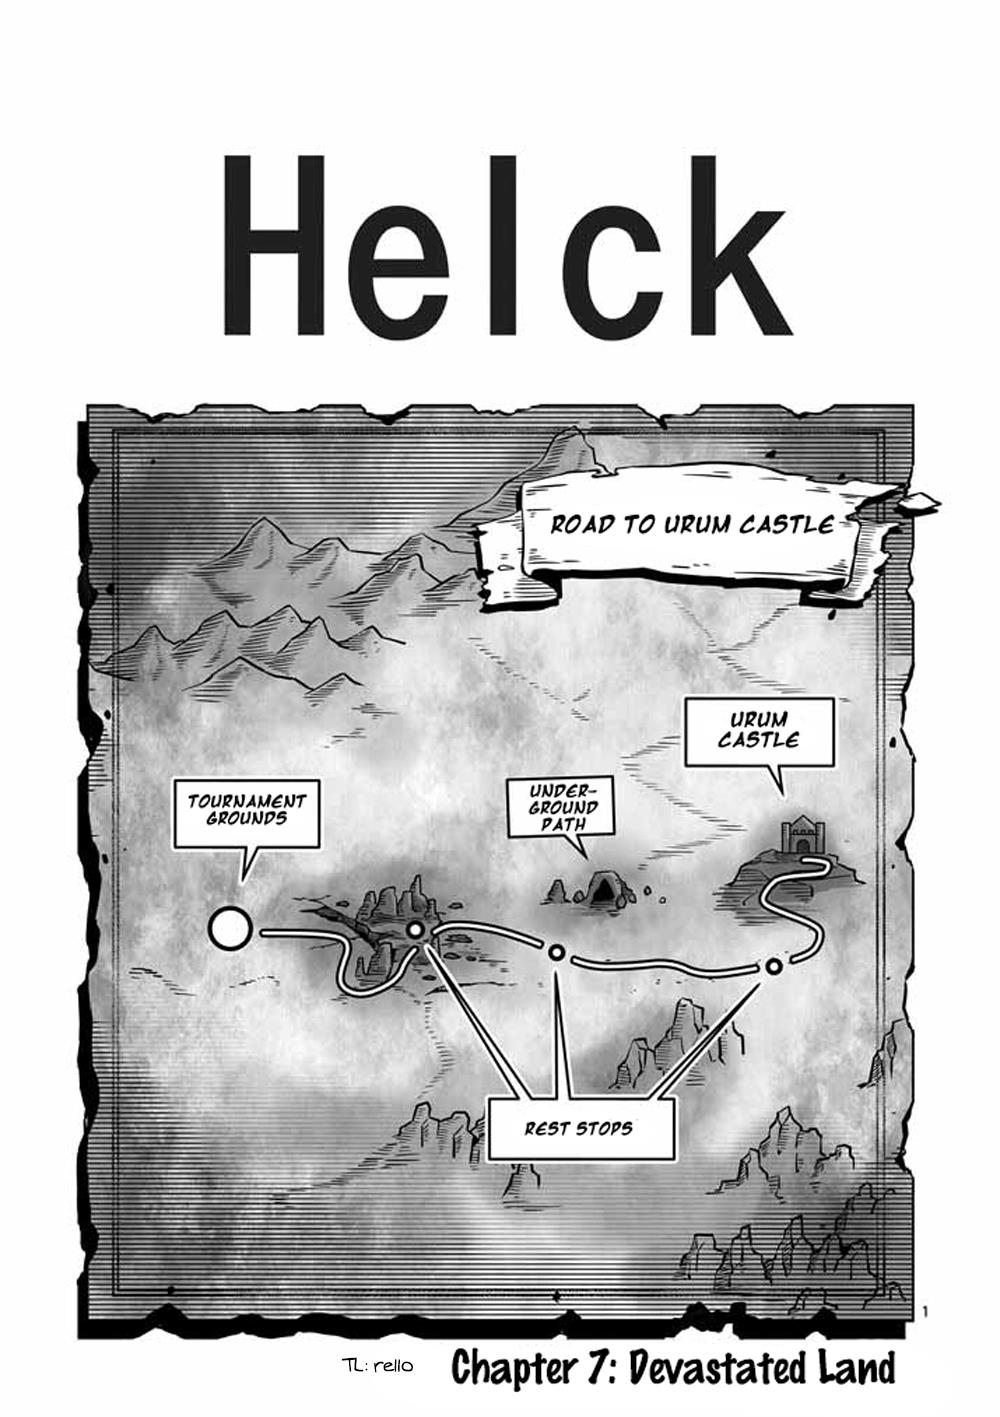 Helck
ROAD TO URUM CASTLE
URUM
CASTLE
TOURNAMENT
GROUNDS
UNDER-
GROUND
PATH
REST STOPS
1
TL: rello
Chapter 7: Devastated Land